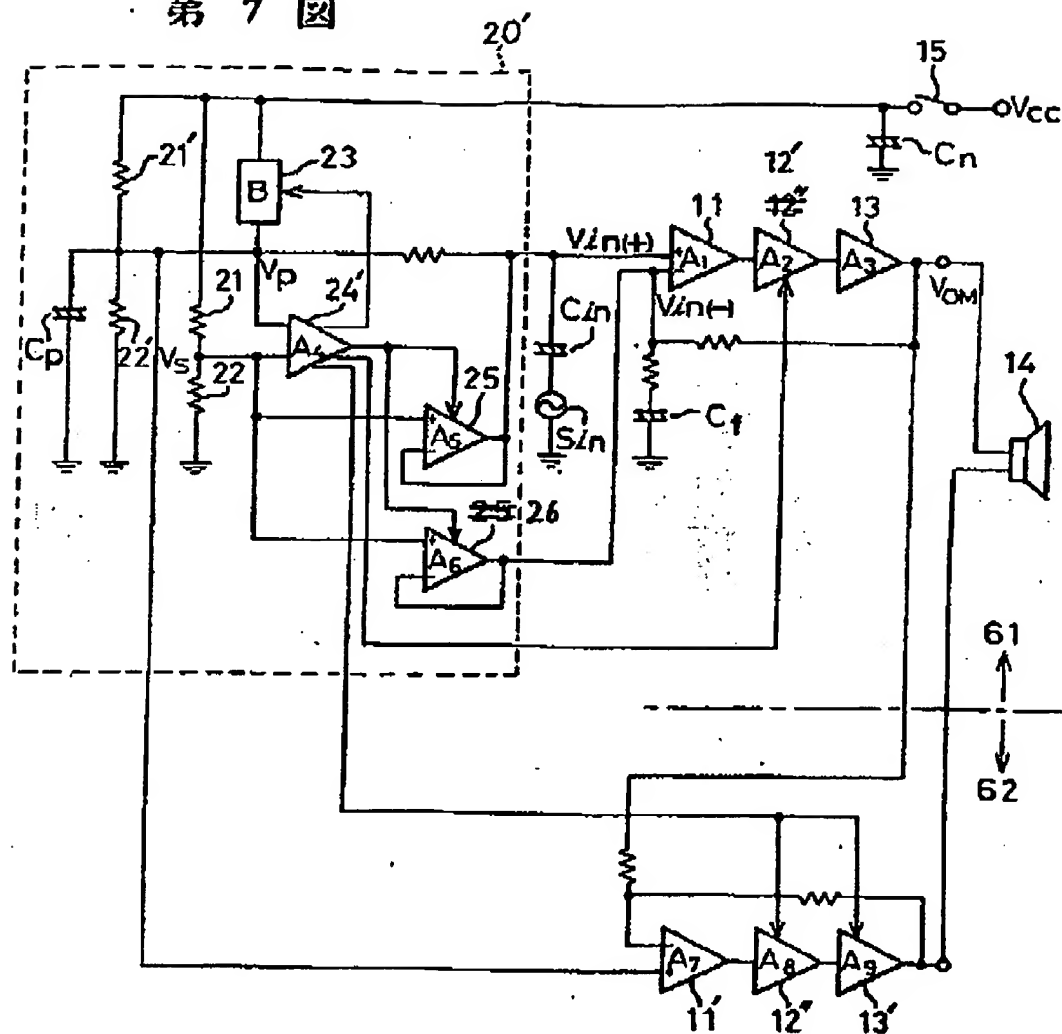 第 7 図
20'
15
Vcc
Cn
21'
23
B
12'
12"
11
13
Vin(+)
A1
A2
A3
Vp
Vin(-)
VOM
24'
21
Cin
Cp
22'
Vs
A4
22
25
14
A5
Sin
Cf
25 26
A6
61
62
A7
A8
A9
11'
12"
13'